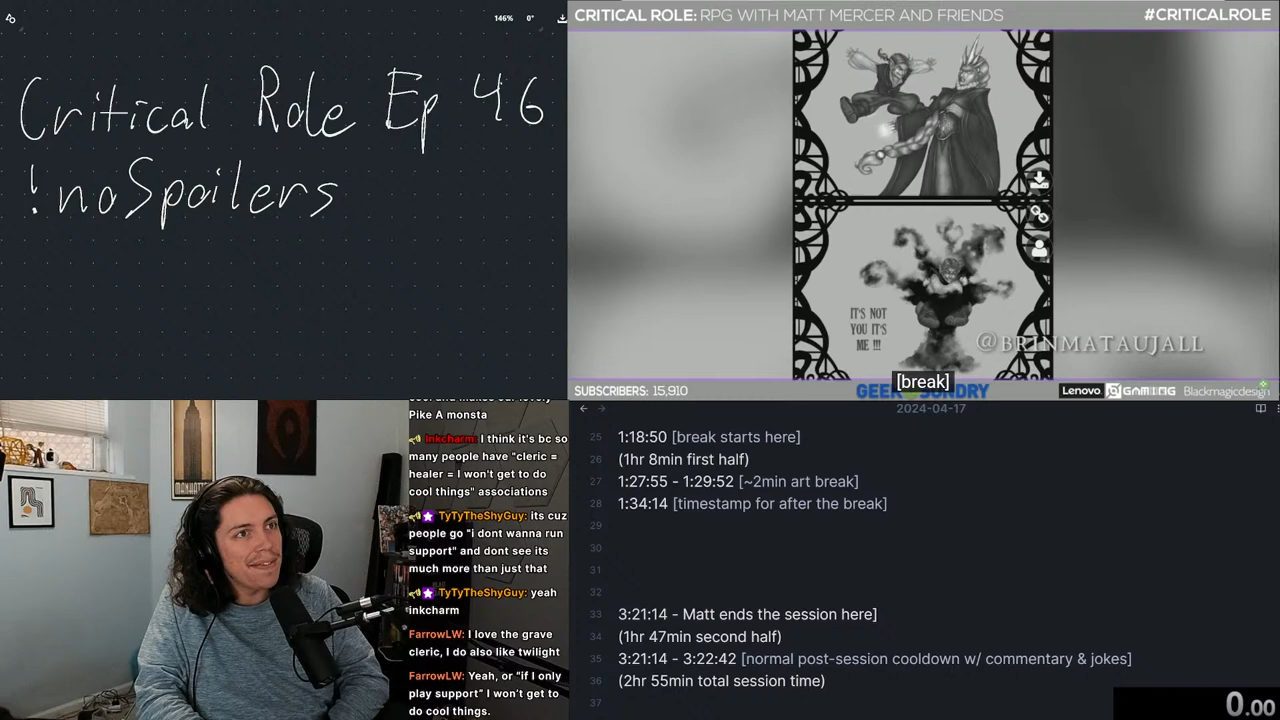 146% 0°
Critical Role Ep 46
!noSpoilers
CRITICAL ROLE: RPG WITH MATT MERCER AND FRIENDS
#CRITICALROLE
IT'S NOT
YOU IT'S
ME !!!
@BRINMATAUJALL
[break]
SUBSCRIBERS: 15,910
GEEK & SUNDRY
Lenovo GAMING Blackmagicdesign
MANHATTAN
Pike A monsta
Inkcharm: I think it's bc so
many people have "cleric =
healer = I won't get to do
cool things" associations
TyTyTheShyGuy: its cuz
people go "i dont wanna run
support" and dont see its
much more than just that
TyTyTheShyGuy: yeah
inkcharm
FarrowLW: I love the grave
cleric, I do also like twilight
FarrowLW: Yeah, or "if I only
play support" I won't get to
do cool things.
2024-04-17
25 1:18:50 [break starts here]
26 (1hr 8min first half)
27 1:27:55 - 1:29:52 [~2min art break]
28 1:34:14 [timestamp for after the break]
29
30
31
32
33 3:21:14 - Matt ends the session here]
34 (1hr 47min second half)
35 3:21:14 - 3:22:42 [normal post-session cooldown w/ commentary & jokes]
36 (2hr 55min total session time)
37
0.00